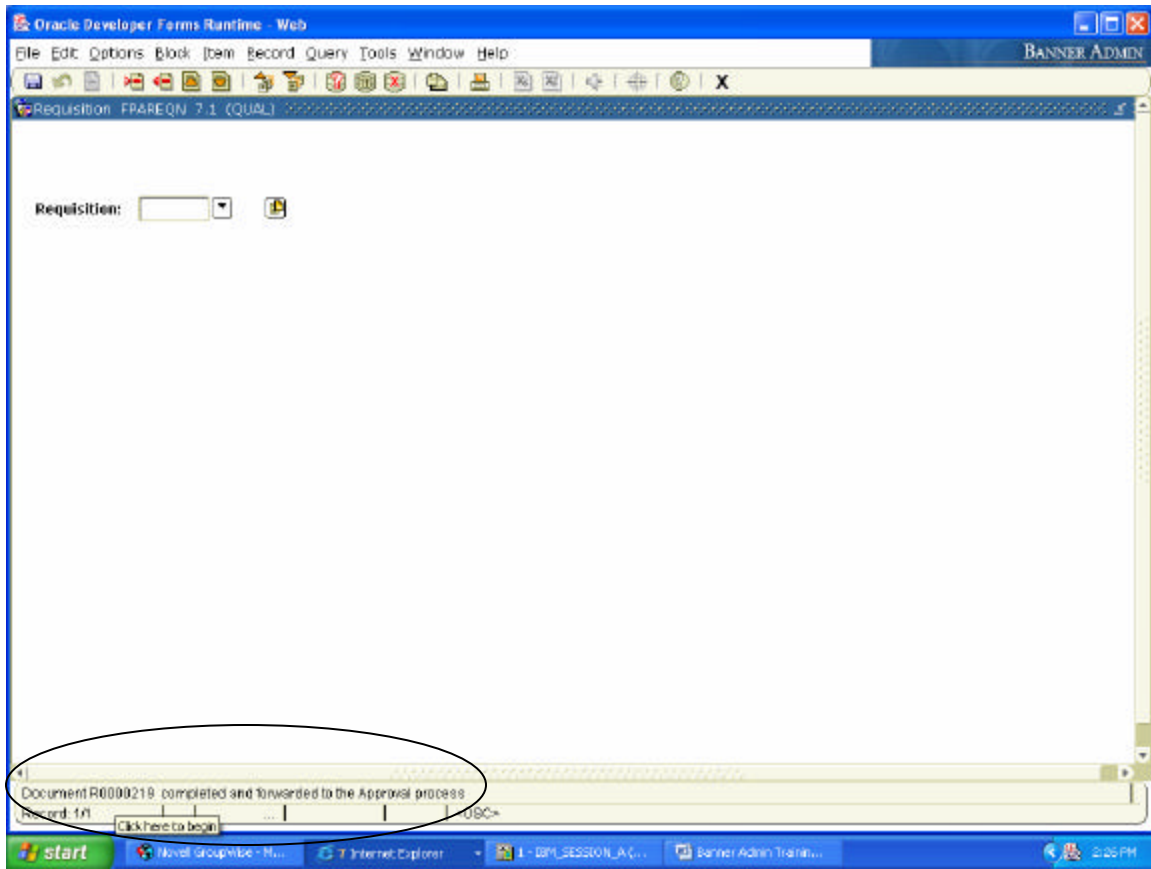 Oracle Developer Forms Runtime - Web
File Edit Options Block Item Record Query Tools Window Help
BANNER ADMIN
X
Requisition FPAREQN 7.1 (QUAL)
Requisition:
Document R0000219 completed and forwarded to the Approval process
Record: 1/1 ... <OSC>
Click here to begin
start Novell Groupwise - M... 7 Internet Explorer 1 - IBM_SESSION_A (... Banner Admin Trainin... 2:26 PM